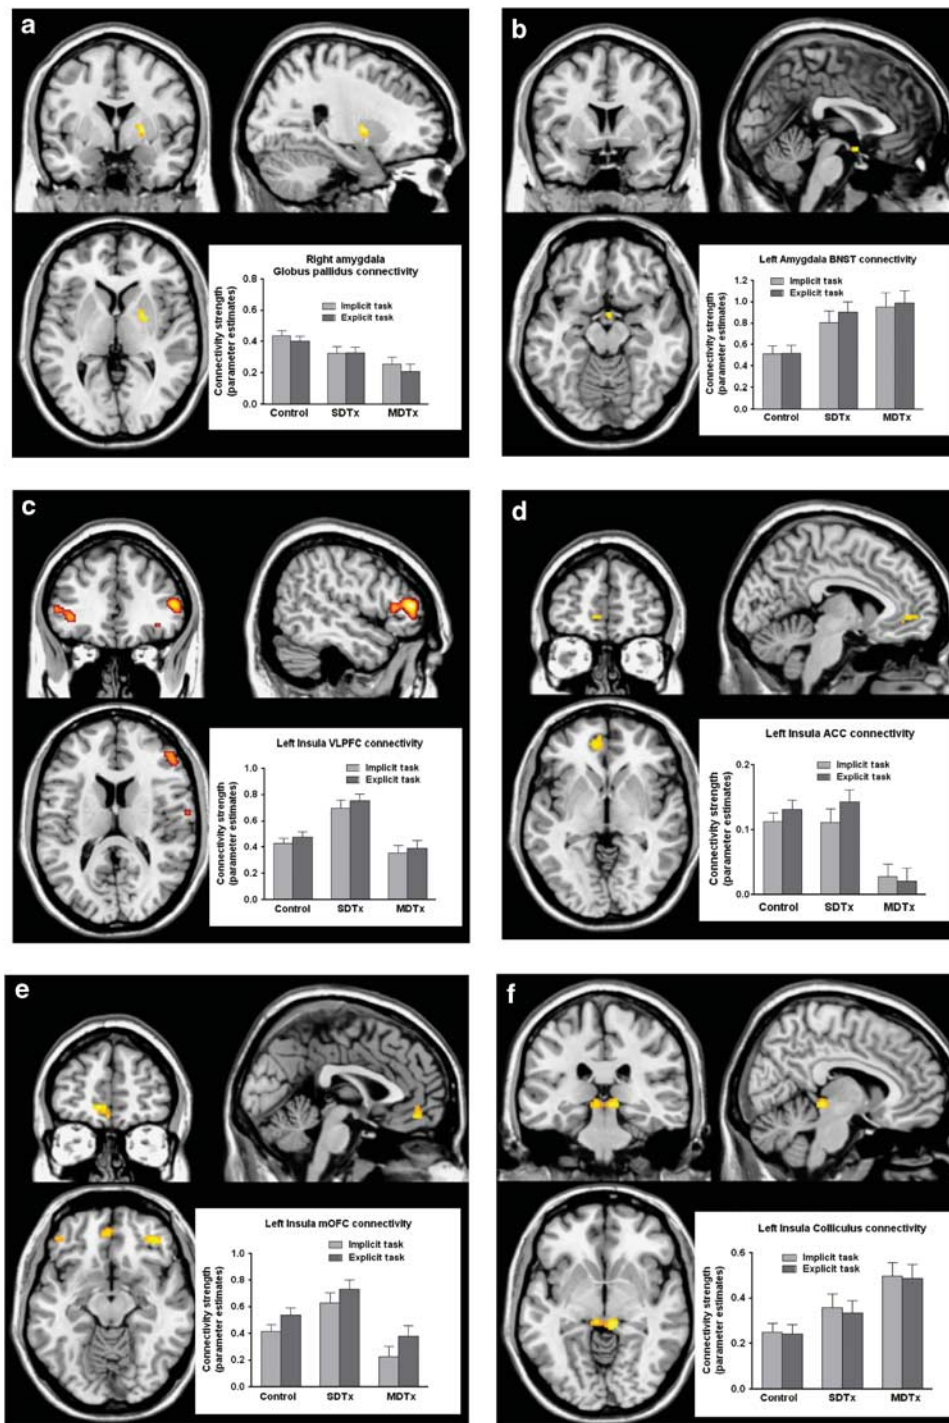 a
Right amygdala
Globus pallidus connectivity
Connectivity strength
(parameter estimates)
0.8
0.6
0.4
0.2
0.0
Implicit task
Explicit task
Control SDTx MDTx
b
Left Amygdala BNST connectivity
Connectivity strength
(parameter estimates)
1.2
1.0
0.8
0.6
0.4
0.2
0.0
Implicit task
Explicit task
Control SDTx MDTx
c
Left Insula VLPFC connectivity
Connectivity strength
(parameter estimates)
1.0
0.8
0.6
0.4
0.2
0.0
Implicit task
Explicit task
Control SDTx MDTx
d
Left Insula ACC connectivity
Connectivity strength
(parameter estimates)
0.2
0.1
0.0
Implicit task
Explicit task
Control SDTx MDTx
e
Left Insula mOFC connectivity
Connectivity strength
(parameter estimates)
1.0
0.8
0.6
0.4
0.2
0.0
Implicit task
Explicit task
Control SDTx MDTx
f
Left Insula Colliculus connectivity
Connectivity strength
(parameter estimates)
0.6
0.4
0.2
0.0
Implicit task
Explicit task
Control SDTx MDTx